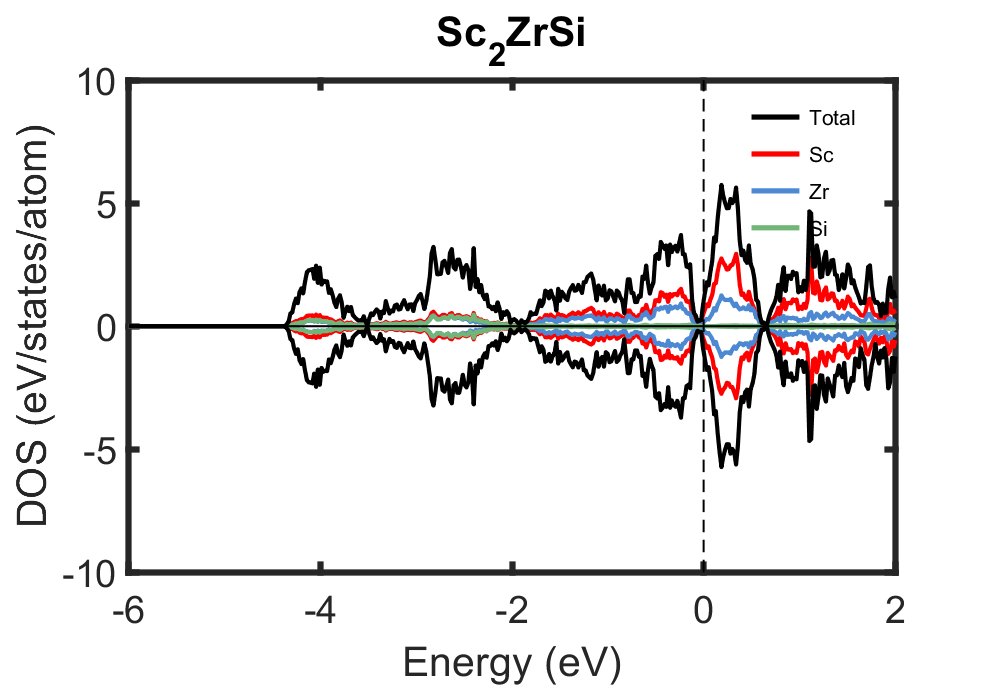 Sc2ZrSi
10
5
0
-5
-10
DOS (eV/states/atom)
Total
Sc
Zr
Si
-6 -4 -2 0 2
Energy (eV)